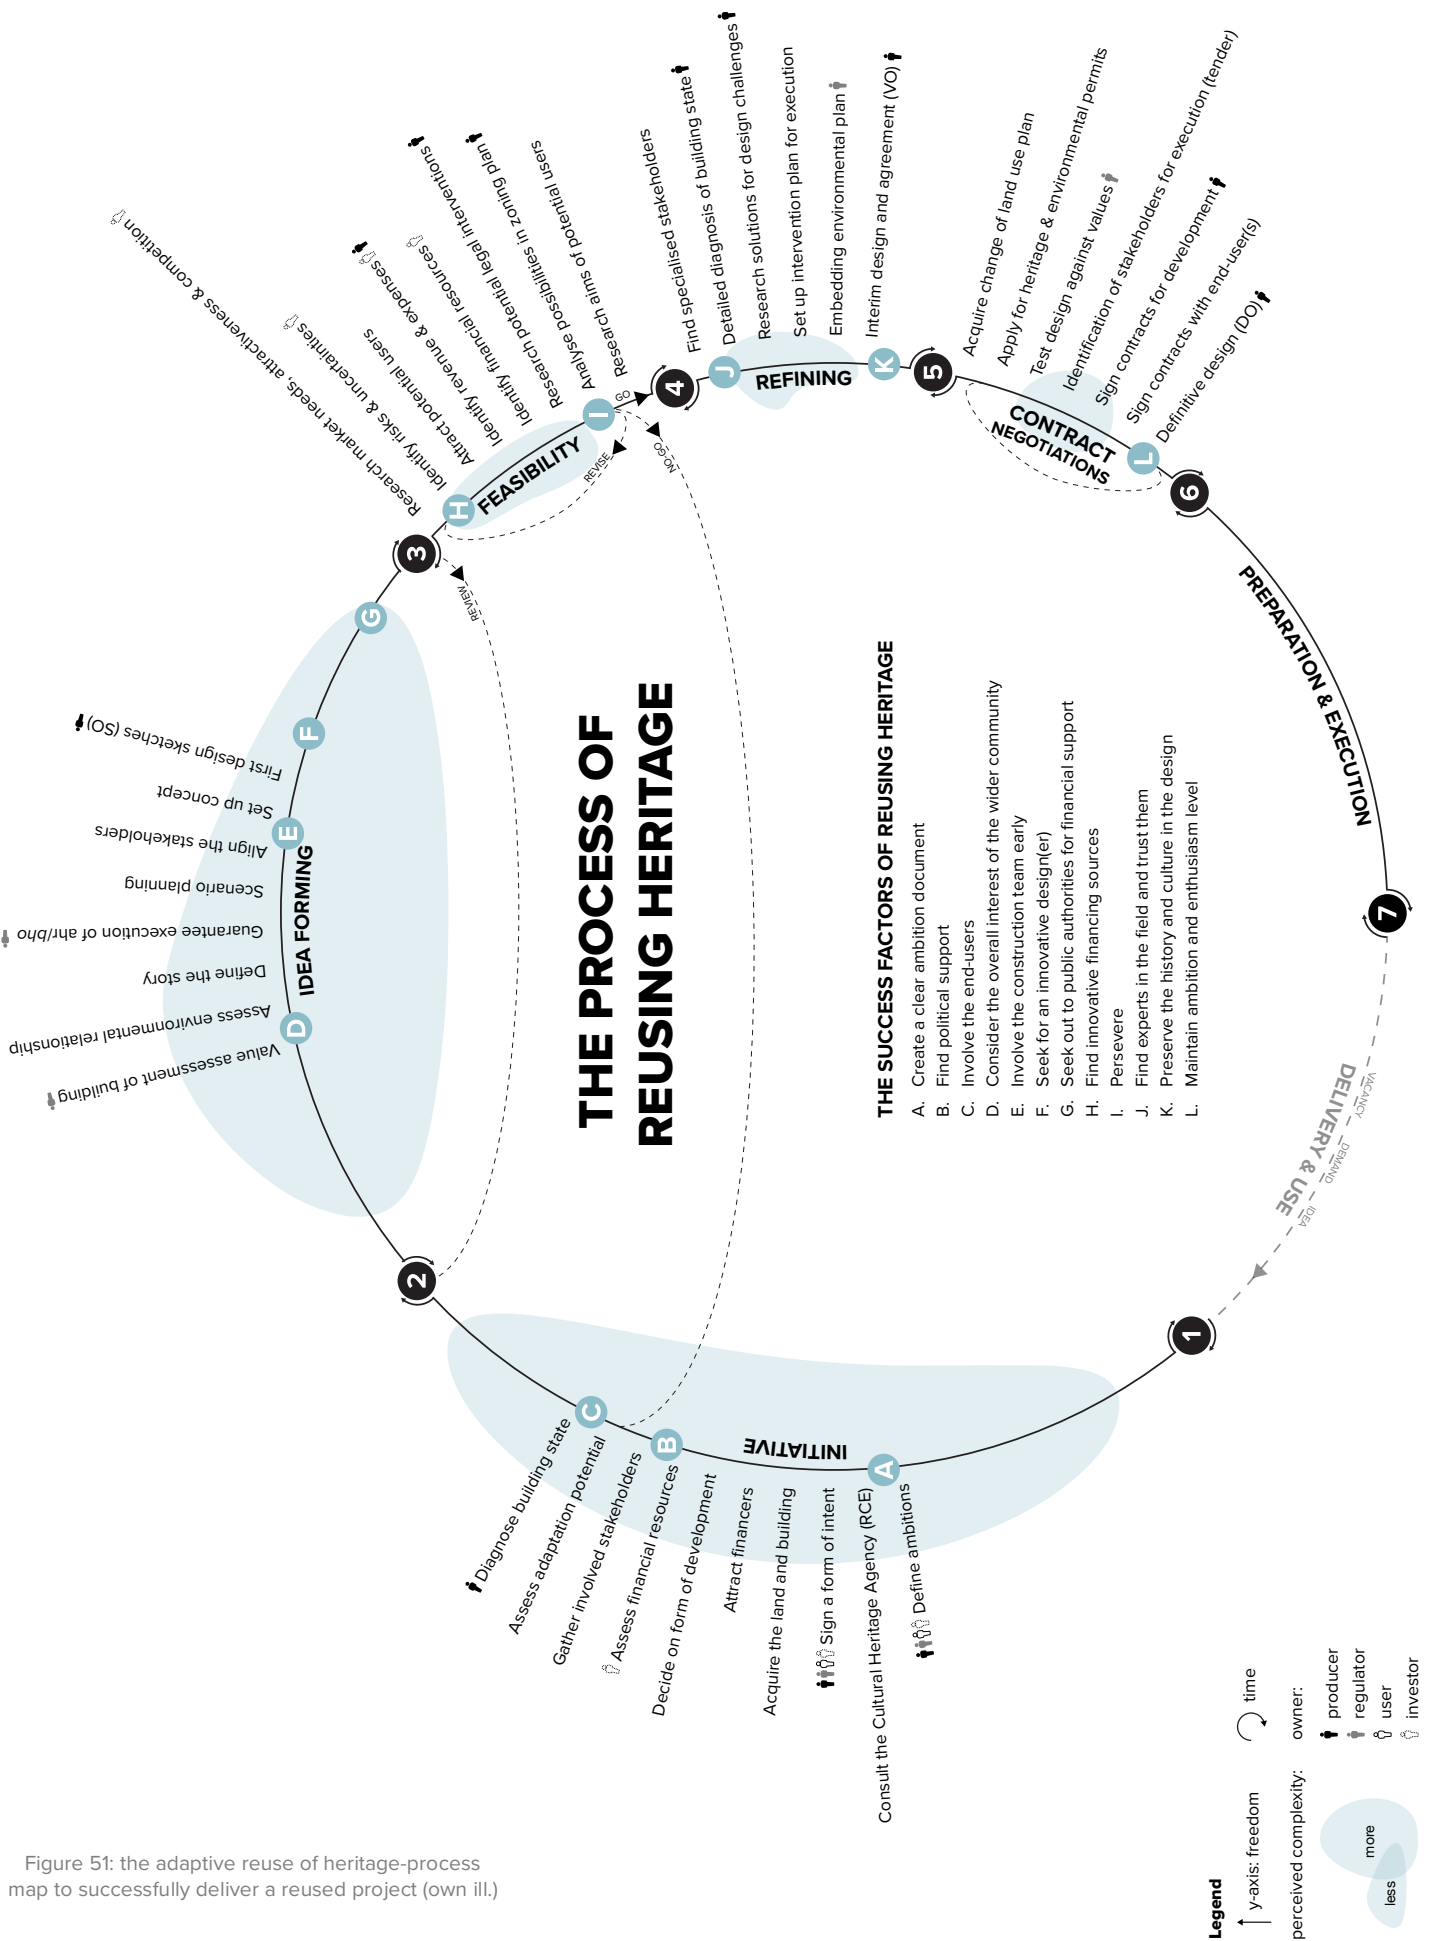 THE PROCESS OF
REUSING HERITAGE
1
INITIATIVE
A
Define ambitions
Consult the Cultural Heritage Agency (RCE)
Sign a form of intent
Acquire the land and building
Attract financers
Decide on form of development
B
Assess financial resources
Gather involved stakeholders
Assess adaptation potential
C
Diagnose building state
2
IDEA FORMING
D
Value assessment of building
Assess environmental relationship
Define the story
Guarantee execution of ahr/bho
Scenario planning
Align the stakeholders
E
Set up concept
First design sketches (SO)
F
G
3
REVIEW
FEASIBILITY
H
Research market needs, attractiveness & competition
Identify risks & uncertainties
Attract potential users
Identify revenue & expenses
Identify financial resources
Research potential legal interventions
Analyse possibilities in zoning plan
Research aims of potential users
I
GO
REVISE
NO-GO
4
REFINING
Find specialised stakeholders
J
Detailed diagnosis of building state
Research solutions for design challenges
Set up intervention plan for execution
Embedding environmental plan
Interim design and agreement (VO)
K
5
CONTRACT
NEGOTIATIONS
Acquire change of land use plan
Apply for heritage & environmental permits
Test design against values
Identification of stakeholders for execution (tender)
Sign contracts for development
Sign contracts with end-user(s)
Definitive design (DO)
L
6
PREPARATION & EXECUTION
7
DELIVERY & USE
VACANCY
DEMAND
IDEA
THE SUCCESS FACTORS OF REUSING HERITAGE
A. Create a clear ambition document
B. Find political support
C. Involve the end-users
D. Consider the overall interest of the wider community
E. Involve the construction team early
F. Seek for an innovative design(er)
G. Seek out to public authorities for financial support
H. Find innovative financing sources
I. Persevere
J. Find experts in the field and trust them
K. Preserve the history and culture in the design
L. Maintain ambition and enthusiasm level
Legend
y-axis: freedom
time
perceived complexity:
less
more
owner:
producer
regulator
user
investor
Figure 51: the adaptive reuse of heritage-process
map to successfully deliver a reused project (own ill.)